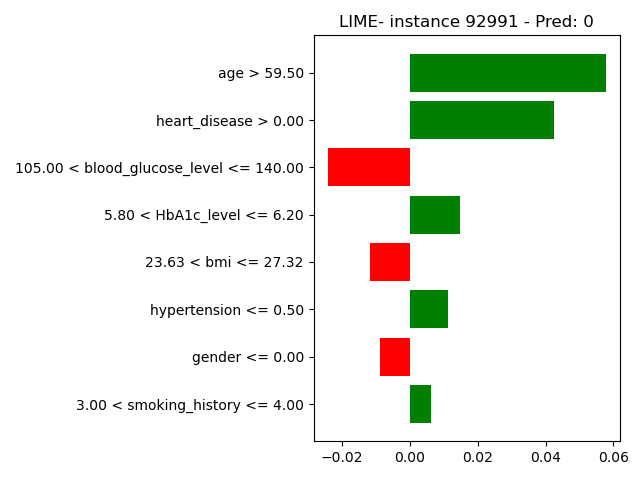 LIME- instance 92991 - Pred: 0
age > 59.50
heart_disease > 0.00
105.00 < blood_glucose_level <= 140.00
5.80 < HbA1c_level <= 6.20
23.63 < bmi <= 27.32
hypertension <= 0.50
gender <= 0.00
3.00 < smoking_history <= 4.00
−0.02 0.00 0.02 0.04 0.06